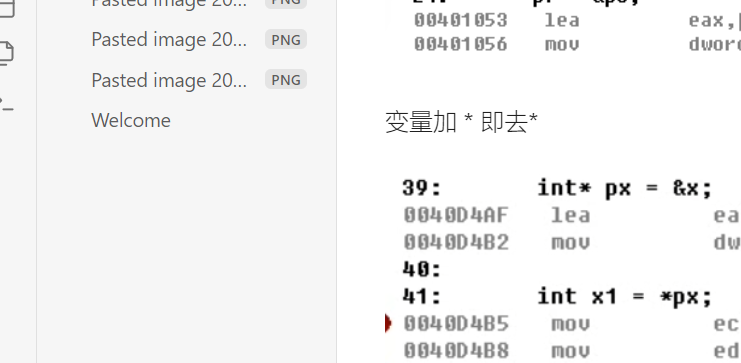 Pasted image 20... PNG
Pasted image 20... PNG
Pasted image 20... PNG
Welcome
00401053 lea eax,
00401056 mov dword
变量加 * 即去*
39: int* px = &x;
0040D4AF lea ea
0040D4B2 mov dw
40:
41: int x1 = *px;
0040D4B5 mov ec
0040D4B8 mov ed